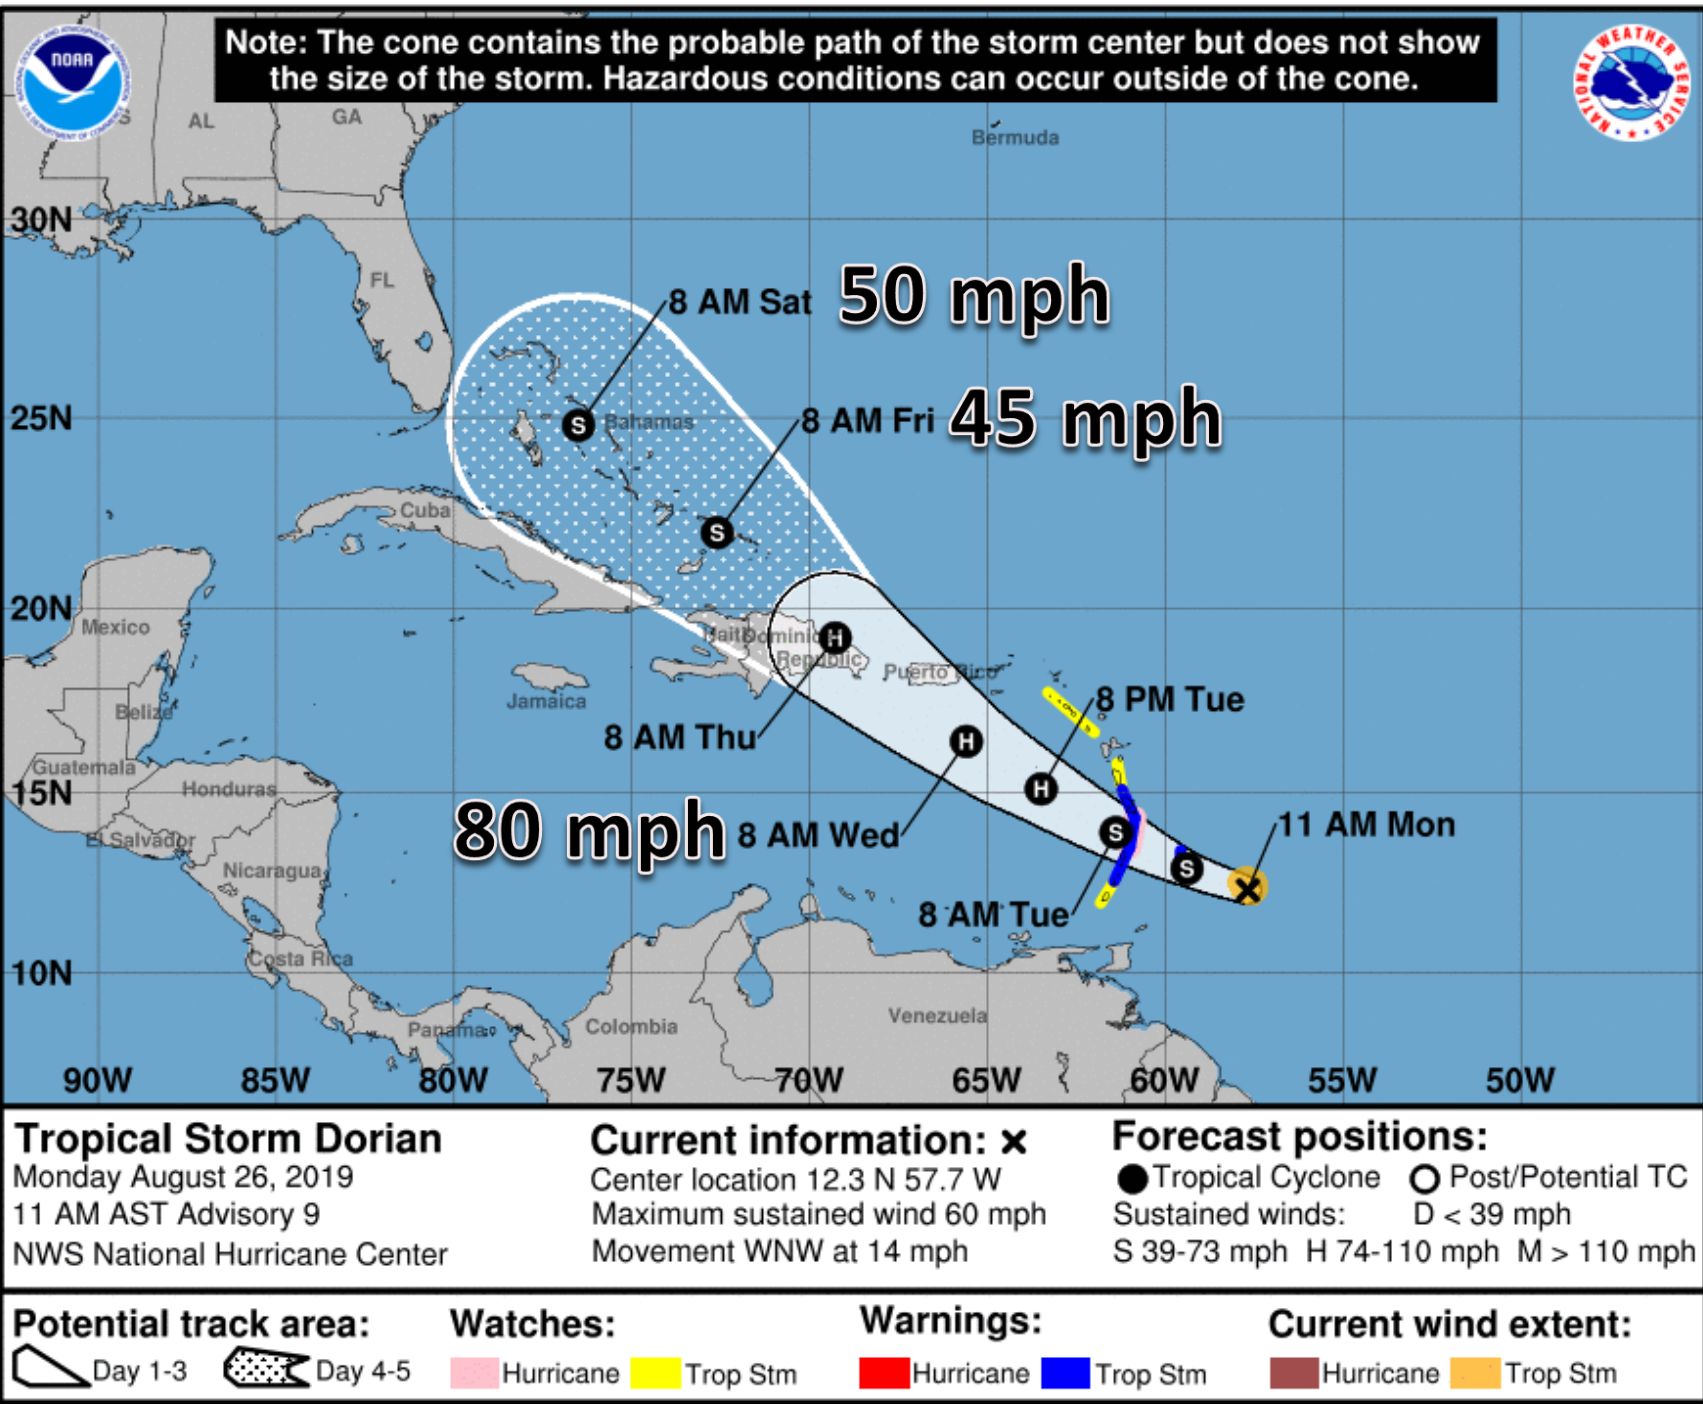 Note: The cone contains the probable path of the storm center but does not show
the size of the storm. Hazardous conditions can occur outside of the cone.
NOAA
NATIONAL WEATHER SERVICE
AL
GA
Bermuda
30N
FL
8 AM Sat
50 mph
25N
Bahamas
8 AM Fri
45 mph
Cuba
20N
Mexico
Haiti
Dominic
Republic
Puerto Rico
Jamaica
8 PM Tue
Belize
8 AM Thu
Guatemala
15N
Honduras
80 mph
8 AM Wed
11 AM Mon
El Salvador
Nicaragua
8 AM Tue
S
S
H
H
H
S
S
Costa Rica
10N
Panama
Colombia
Venezuela
90W
85W
80W
75W
70W
65W
60W
55W
50W
Tropical Storm Dorian
Monday August 26, 2019
11 AM AST Advisory 9
NWS National Hurricane Center
Current information: ×
Center location 12.3 N 57.7 W
Maximum sustained wind 60 mph
Movement WNW at 14 mph
Forecast positions:
Tropical Cyclone Post/Potential TC
Sustained winds: D < 39 mph
S 39-73 mph H 74-110 mph M > 110 mph
Potential track area:
Day 1-3 Day 4-5
Watches:
Hurricane Trop Stm
Warnings:
Hurricane Trop Stm
Current wind extent:
Hurricane Trop Stm